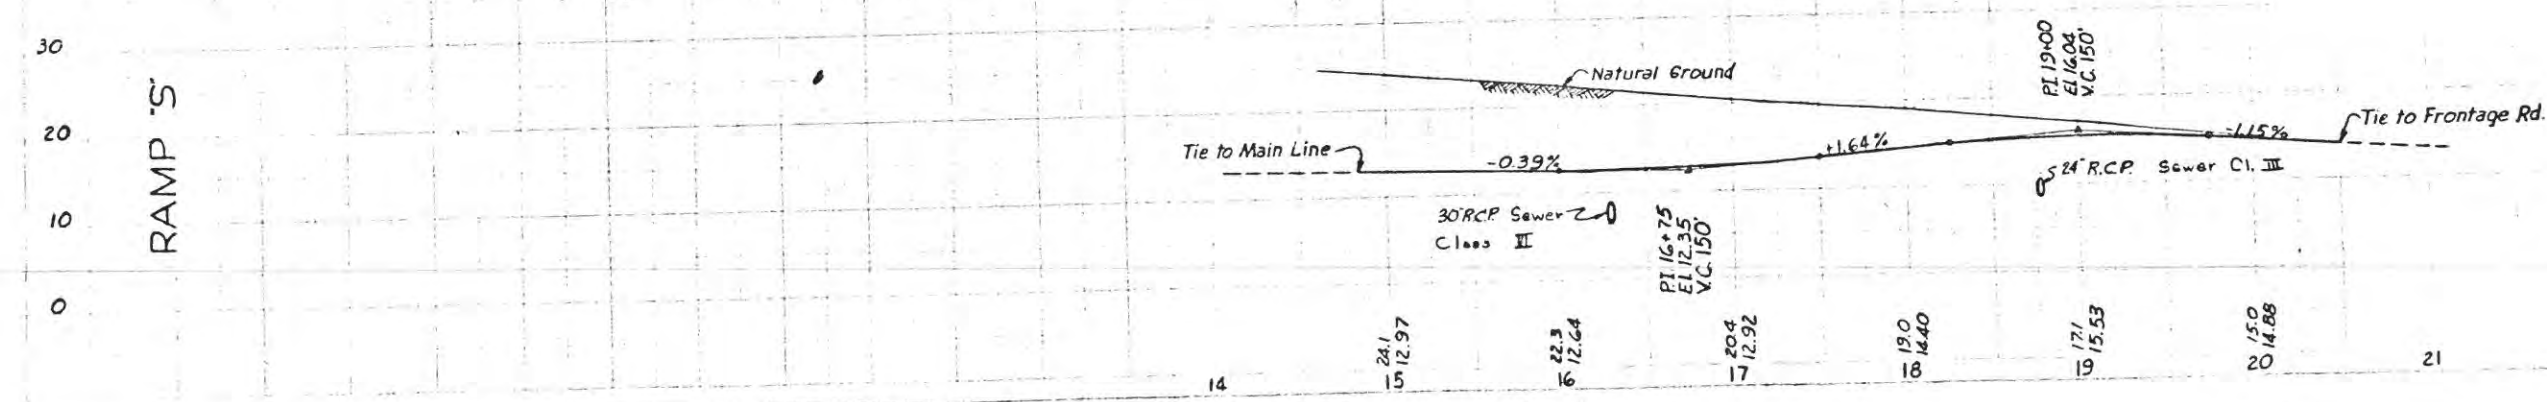 RAMP "S"
30
20
10
0
Natural Ground
P.I. 19+00
El. 16.04
V.C. 150'
Tie to Main Line
-0.39%
+1.64%
-1.15%
Tie to Frontage Rd.
24" R.C.P. Sewer Cl. III
30" R.C.P. Sewer
Class III
P.I. 16+75
El. 12.35
V.C. 150'
24.1
12.97
22.3
12.64
20.4
12.92
19.0
14.40
17.1
15.53
15.0
14.88
14 15 16 17 18 19 20 21